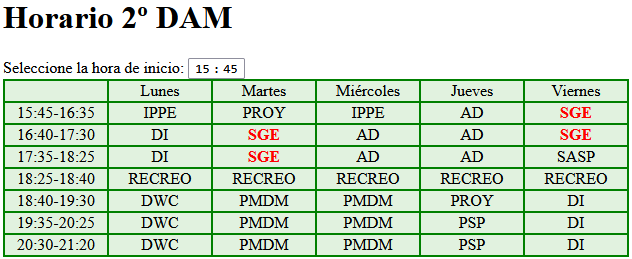 Horario 2º DAM
Seleccione la hora de inicio: 15 : 45
Lunes Martes Miércoles Jueves Viernes
15:45-16:35 IPPE PROY IPPE AD SGE
16:40-17:30 DI SGE AD AD SGE
17:35-18:25 DI SGE AD AD SASP
18:25-18:40 RECREO RECREO RECREO RECREO RECREO
18:40-19:30 DWC PMDM PMDM PROY DI
19:35-20:25 DWC PMDM PMDM PSP DI
20:30-21:20 DWC PMDM PMDM PSP DI